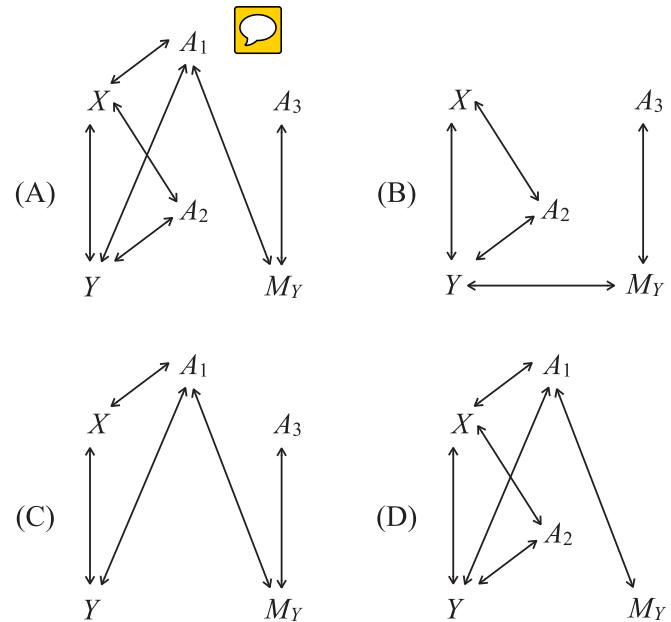 A1
X A3 X A3
(A) (B)
A2 A2
Y MY Y MY
A1 A1
X A3 X
(C) (D)
A2
Y MY Y MY